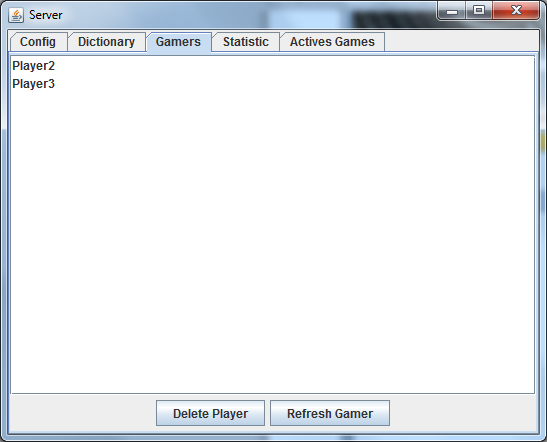 Server
Config Dictionary Gamers Statistic Actives Games
Player2
Player3
Delete Player Refresh Gamer